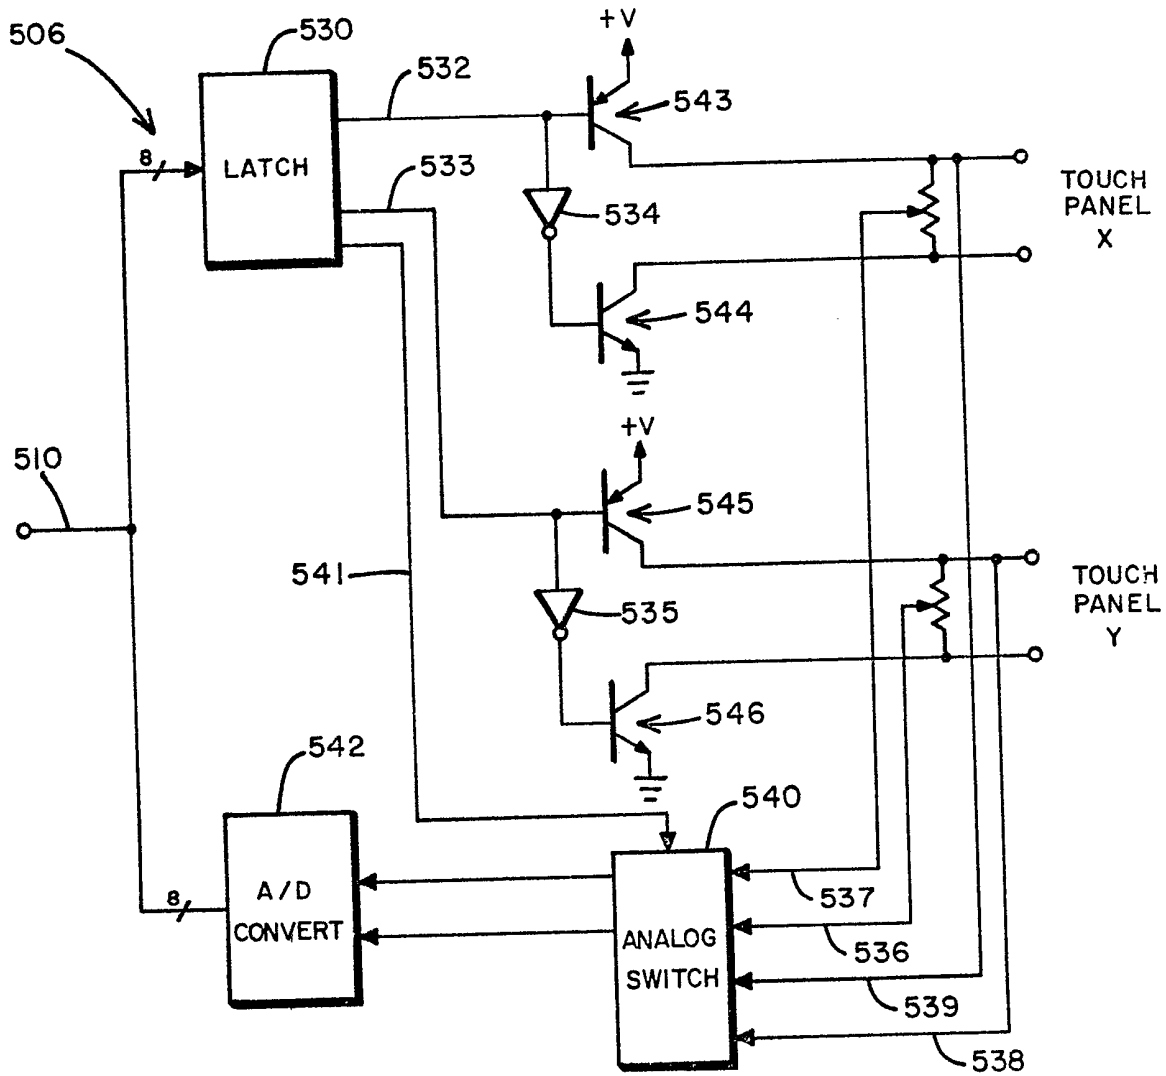 506
530
+V
532
543
8
LATCH
533
534
TOUCH
PANEL
X
544
+V
510
545
541
535
TOUCH
PANEL
Y
546
542
540
A/D
CONVERT
8
537
ANALOG
SWITCH
536
539
538